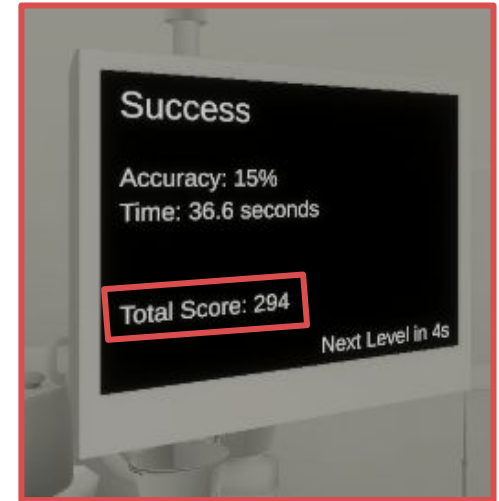 Success
Accuracy: 15%
Time: 36.6 seconds
Total Score: 294
Next Level in 4s